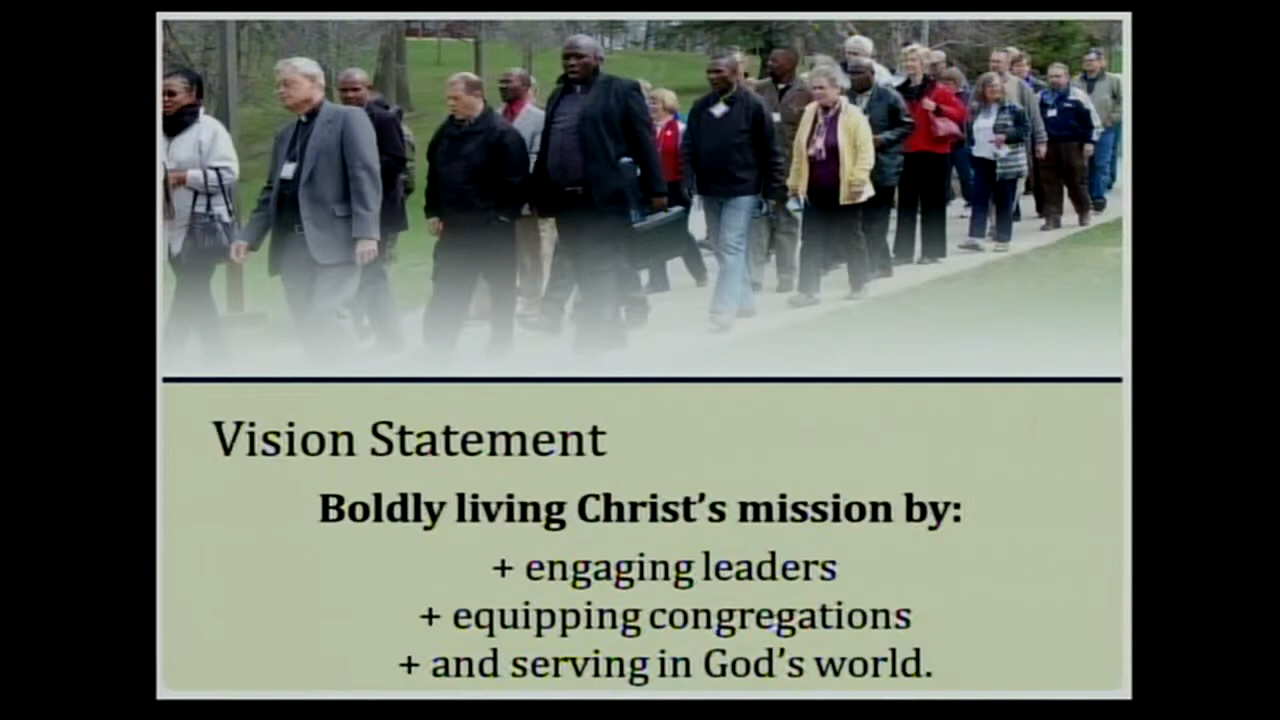 Vision Statement
Boldly living Christ's mission by:
+ engaging leaders
+ equipping congregations
+ and serving in God's world.